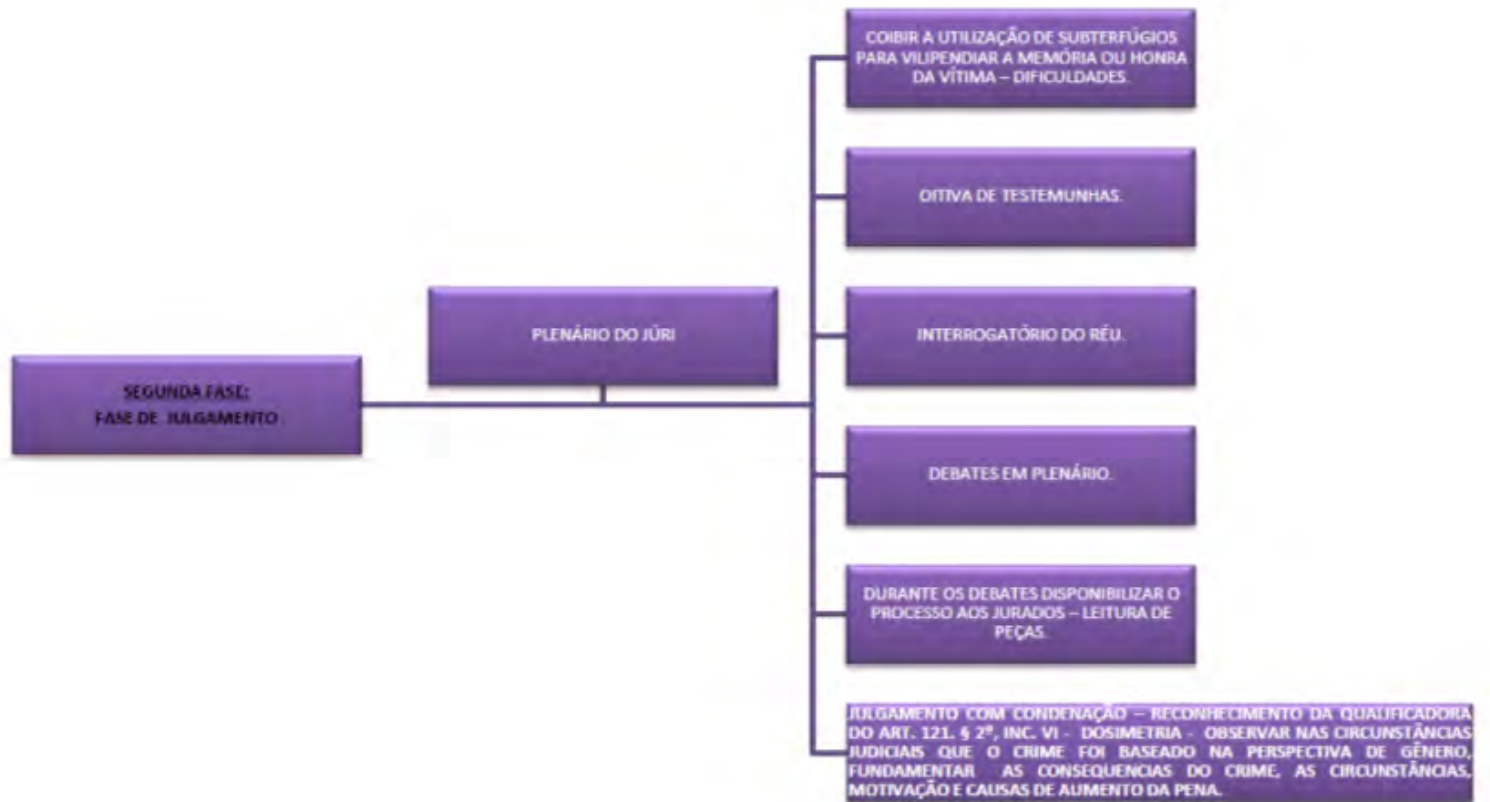 SEGUNDA FASE:
FASE DE JULGAMENTO
PLENÁRIO DO JÚRI
COIBIR A UTILIZAÇÃO DE SUBTERFÚGIOS
PARA VILIPENDIAR A MEMÓRIA OU HONRA
DA VÍTIMA – DIFICULDADES.
OITIVA DE TESTEMUNHAS.
INTERROGATÓRIO DO RÉU.
DEBATES EM PLENÁRIO.
DURANTE OS DEBATES DISPONIBILIZAR O
PROCESSO AOS JURADOS – LEITURA DE
PEÇAS.
JULGAMENTO COM CONDENAÇÃO – RECONHECIMENTO DA QUALIFICADORA
DO ART. 121. § 2º, INC. VI - DOSIMETRIA - OBSERVAR NAS CIRCUNSTÂNCIAS
JUDICIAIS QUE O CRIME FOI BASEADO NA PERSPECTIVA DE GÊNERO,
FUNDAMENTAR AS CONSEQUENCIAS DO CRIME, AS CIRCUNSTÂNCIAS,
MOTIVAÇÃO E CAUSAS DE AUMENTO DA PENA.